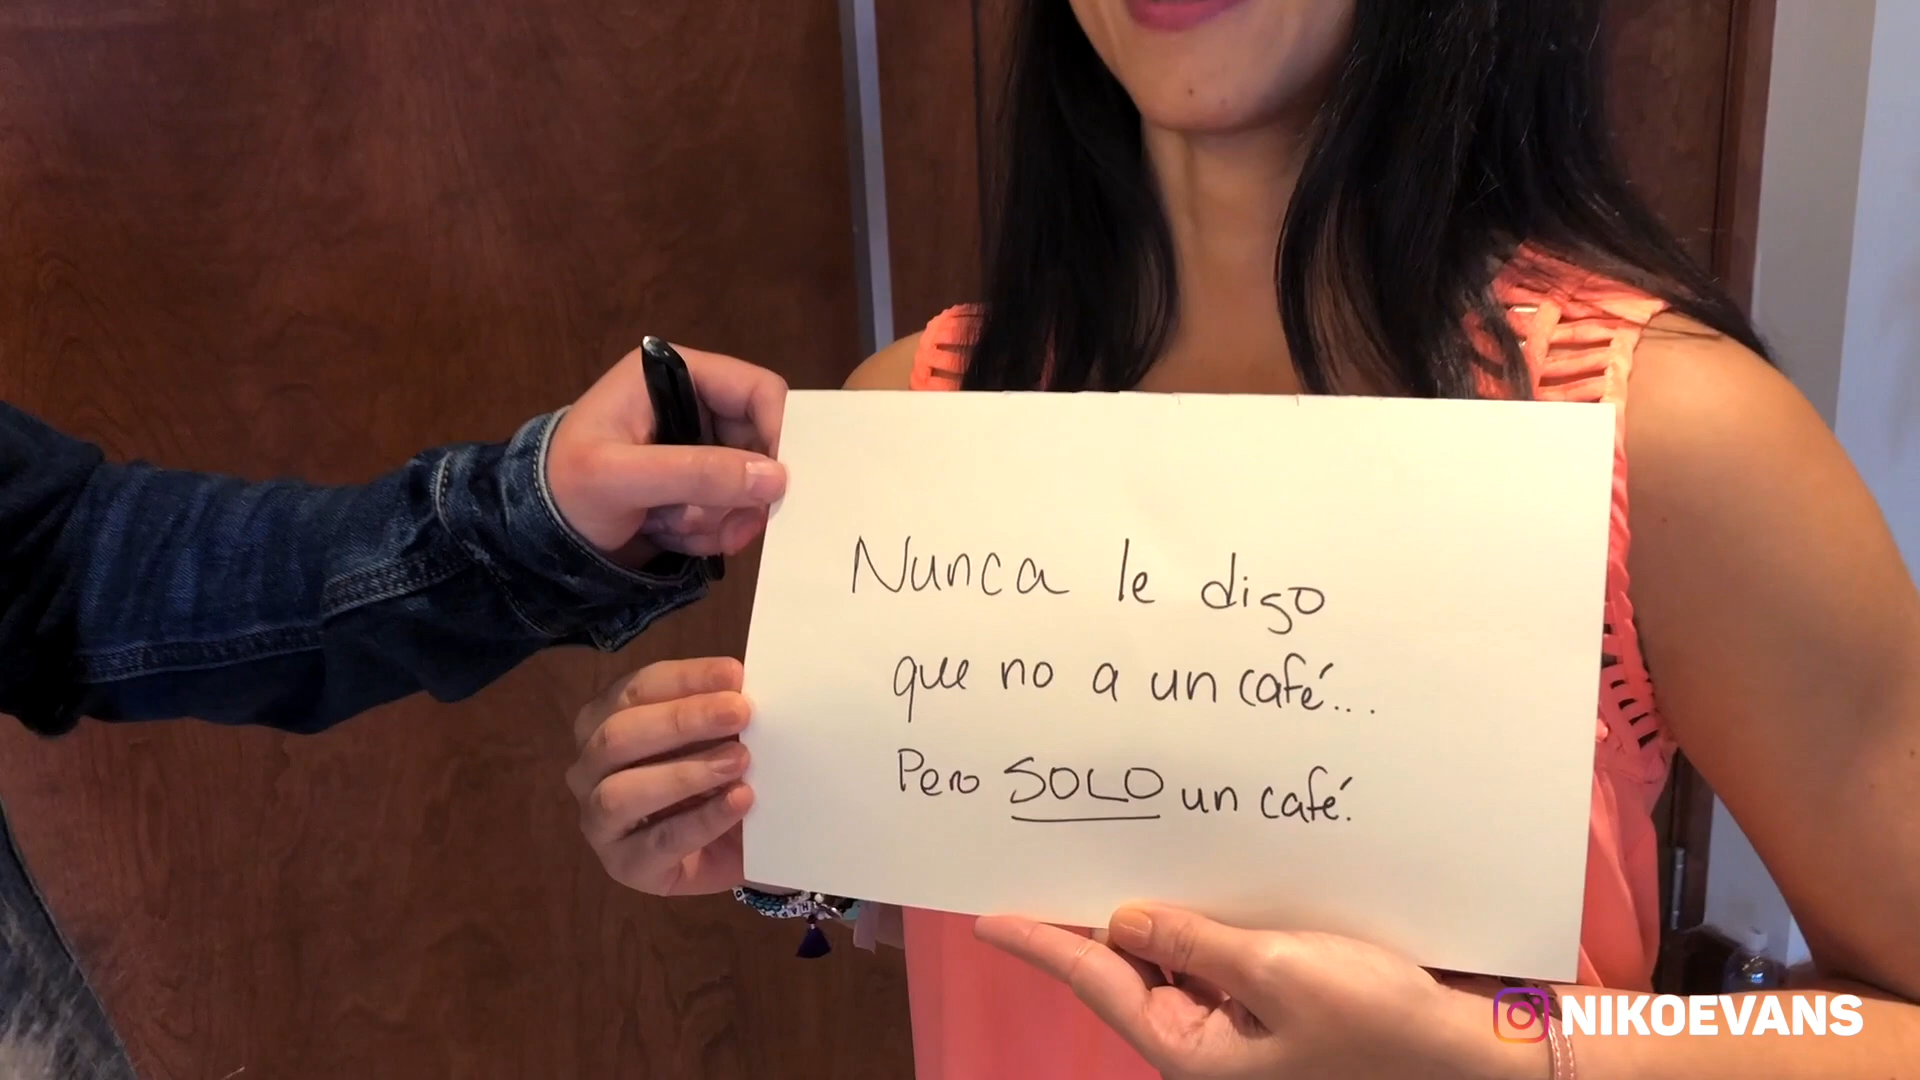 Nunca le digo
que no a un café...
Pero SOLO un café.
NIKOEVANS